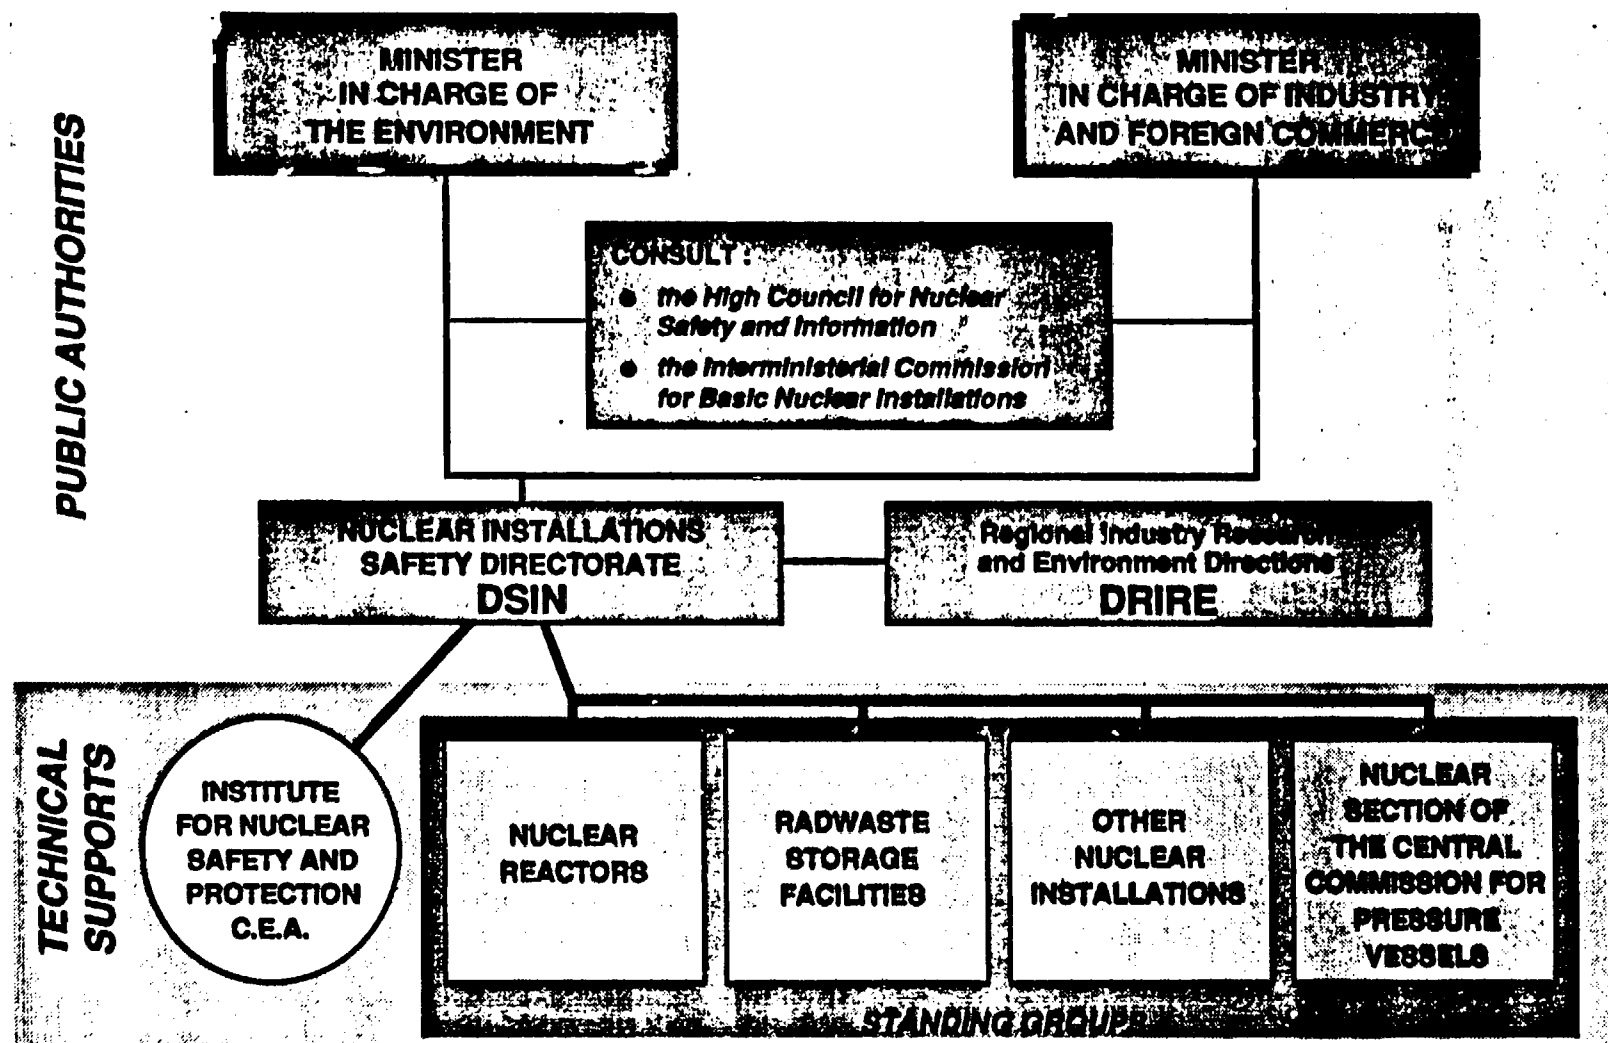 PUBLIC AUTHORITIES
MINISTER
IN CHARGE OF
THE ENVIRONMENT
MINISTER
IN CHARGE OF INDUSTRY
AND FOREIGN COMMERCE
CONSULT :
● the High Council for Nuclear
Safety and Information
● the Interministerial Commission
for Basic Nuclear Installations
NUCLEAR INSTALLATIONS
SAFETY DIRECTORATE
DSIN
Regional Industry Research
and Environment Directions
DRIRE
TECHNICAL
SUPPORTS
INSTITUTE
FOR NUCLEAR
SAFETY AND
PROTECTION
C.E.A.
NUCLEAR
REACTORS
RADWASTE
STORAGE
FACILITIES
OTHER
NUCLEAR
INSTALLATIONS
NUCLEAR
SECTION OF
THE CENTRAL
COMMISSION FOR
PRESSURE
VESSELS
STANDING GROUPS